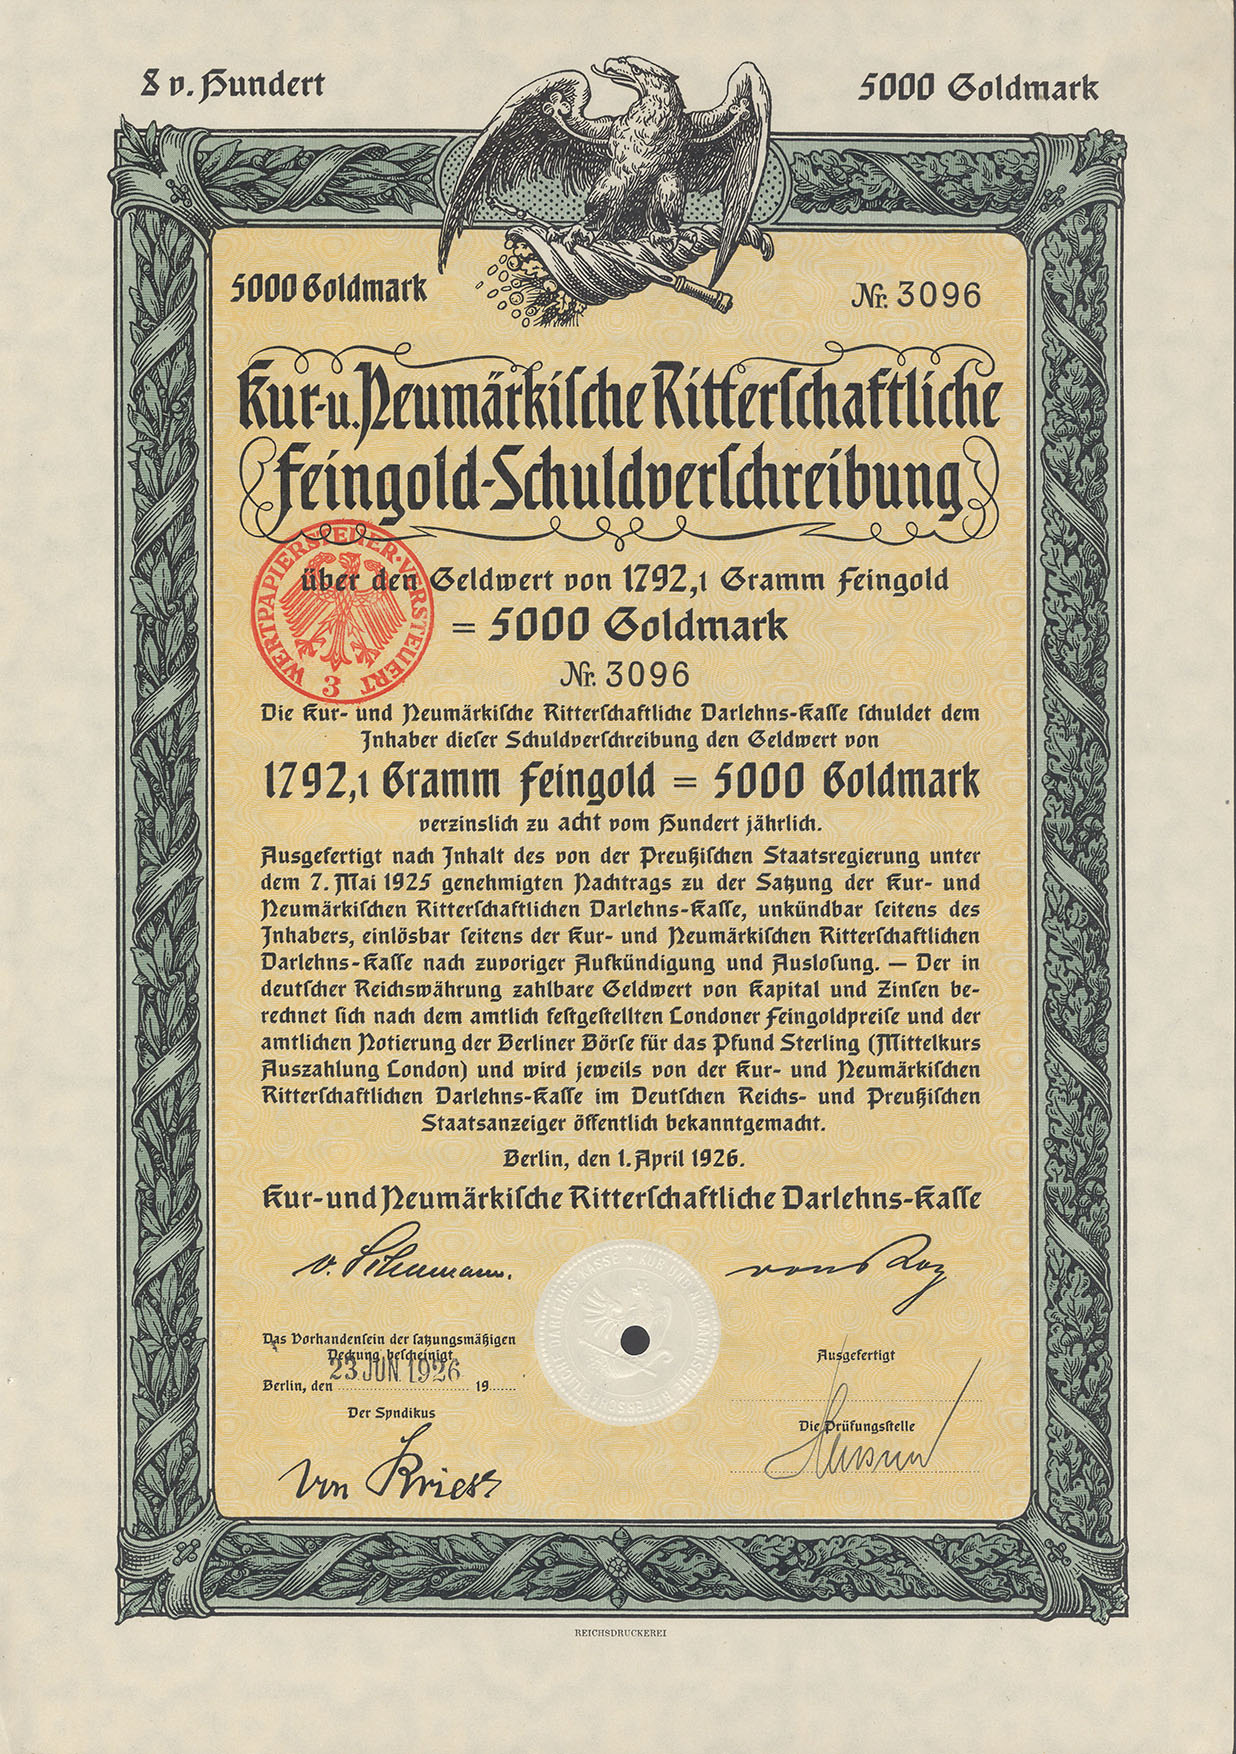 8 v. Hundert
5000 Goldmark
5000 Goldmark
Nr. 3096
Kur- u. Neumärkische Ritterschaftliche
Feingold-Schuldverschreibung
WERTPAPIERSTEUER · VERSTEUERT
3
über den Geldwert von 1792,1 Gramm Feingold
= 5000 Goldmark
Nr. 3096
Die Kur- und Neumärkische Ritterschaftliche Darlehns-Kasse schuldet dem
Inhaber dieser Schuldverschreibung den Geldwert von
1792,1 Gramm Feingold = 5000 Goldmark
verzinslich zu acht vom Hundert jährlich.
Ausgefertigt nach Inhalt des von der Preußischen Staatsregierung unter
dem 7. Mai 1925 genehmigten Nachtrags zu der Satzung der Kur- und
Neumärkischen Ritterschaftlichen Darlehns-Kasse, unkündbar seitens des
Inhabers, einlösbar seitens der Kur- und Neumärkischen Ritterschaftlichen
Darlehns-Kasse nach zuvoriger Aufkündigung und Auslosung. — Der in
deutscher Reichswährung zahlbare Geldwert von Kapital und Zinsen be-
rechnet sich nach dem amtlich festgestellten Londoner Feingoldpreise und der
amtlichen Notierung der Berliner Börse für das Pfund Sterling (Mittelkurs
Auszahlung London) und wird jeweils von der Kur- und Neumärkischen
Ritterschaftlichen Darlehns-Kasse im Deutschen Reichs- und Preußischen
Staatsanzeiger öffentlich bekanntgemacht.
Berlin, den 1. April 1926.
Kur- und Neumärkische Ritterschaftliche Darlehns-Kasse
KUR UND NEUMÄRKISCHE RITTERSCHAFTLICHE DARLEHNS KASSE
Das Vorhandensein der satzungsmäßigen
Deckung bescheinigt
Berlin, den 23 JUN. 1926 19
Der Syndikus
von Kries
Ausgefertigt
Die Prüfungsstelle
REICHSDRUCKEREI